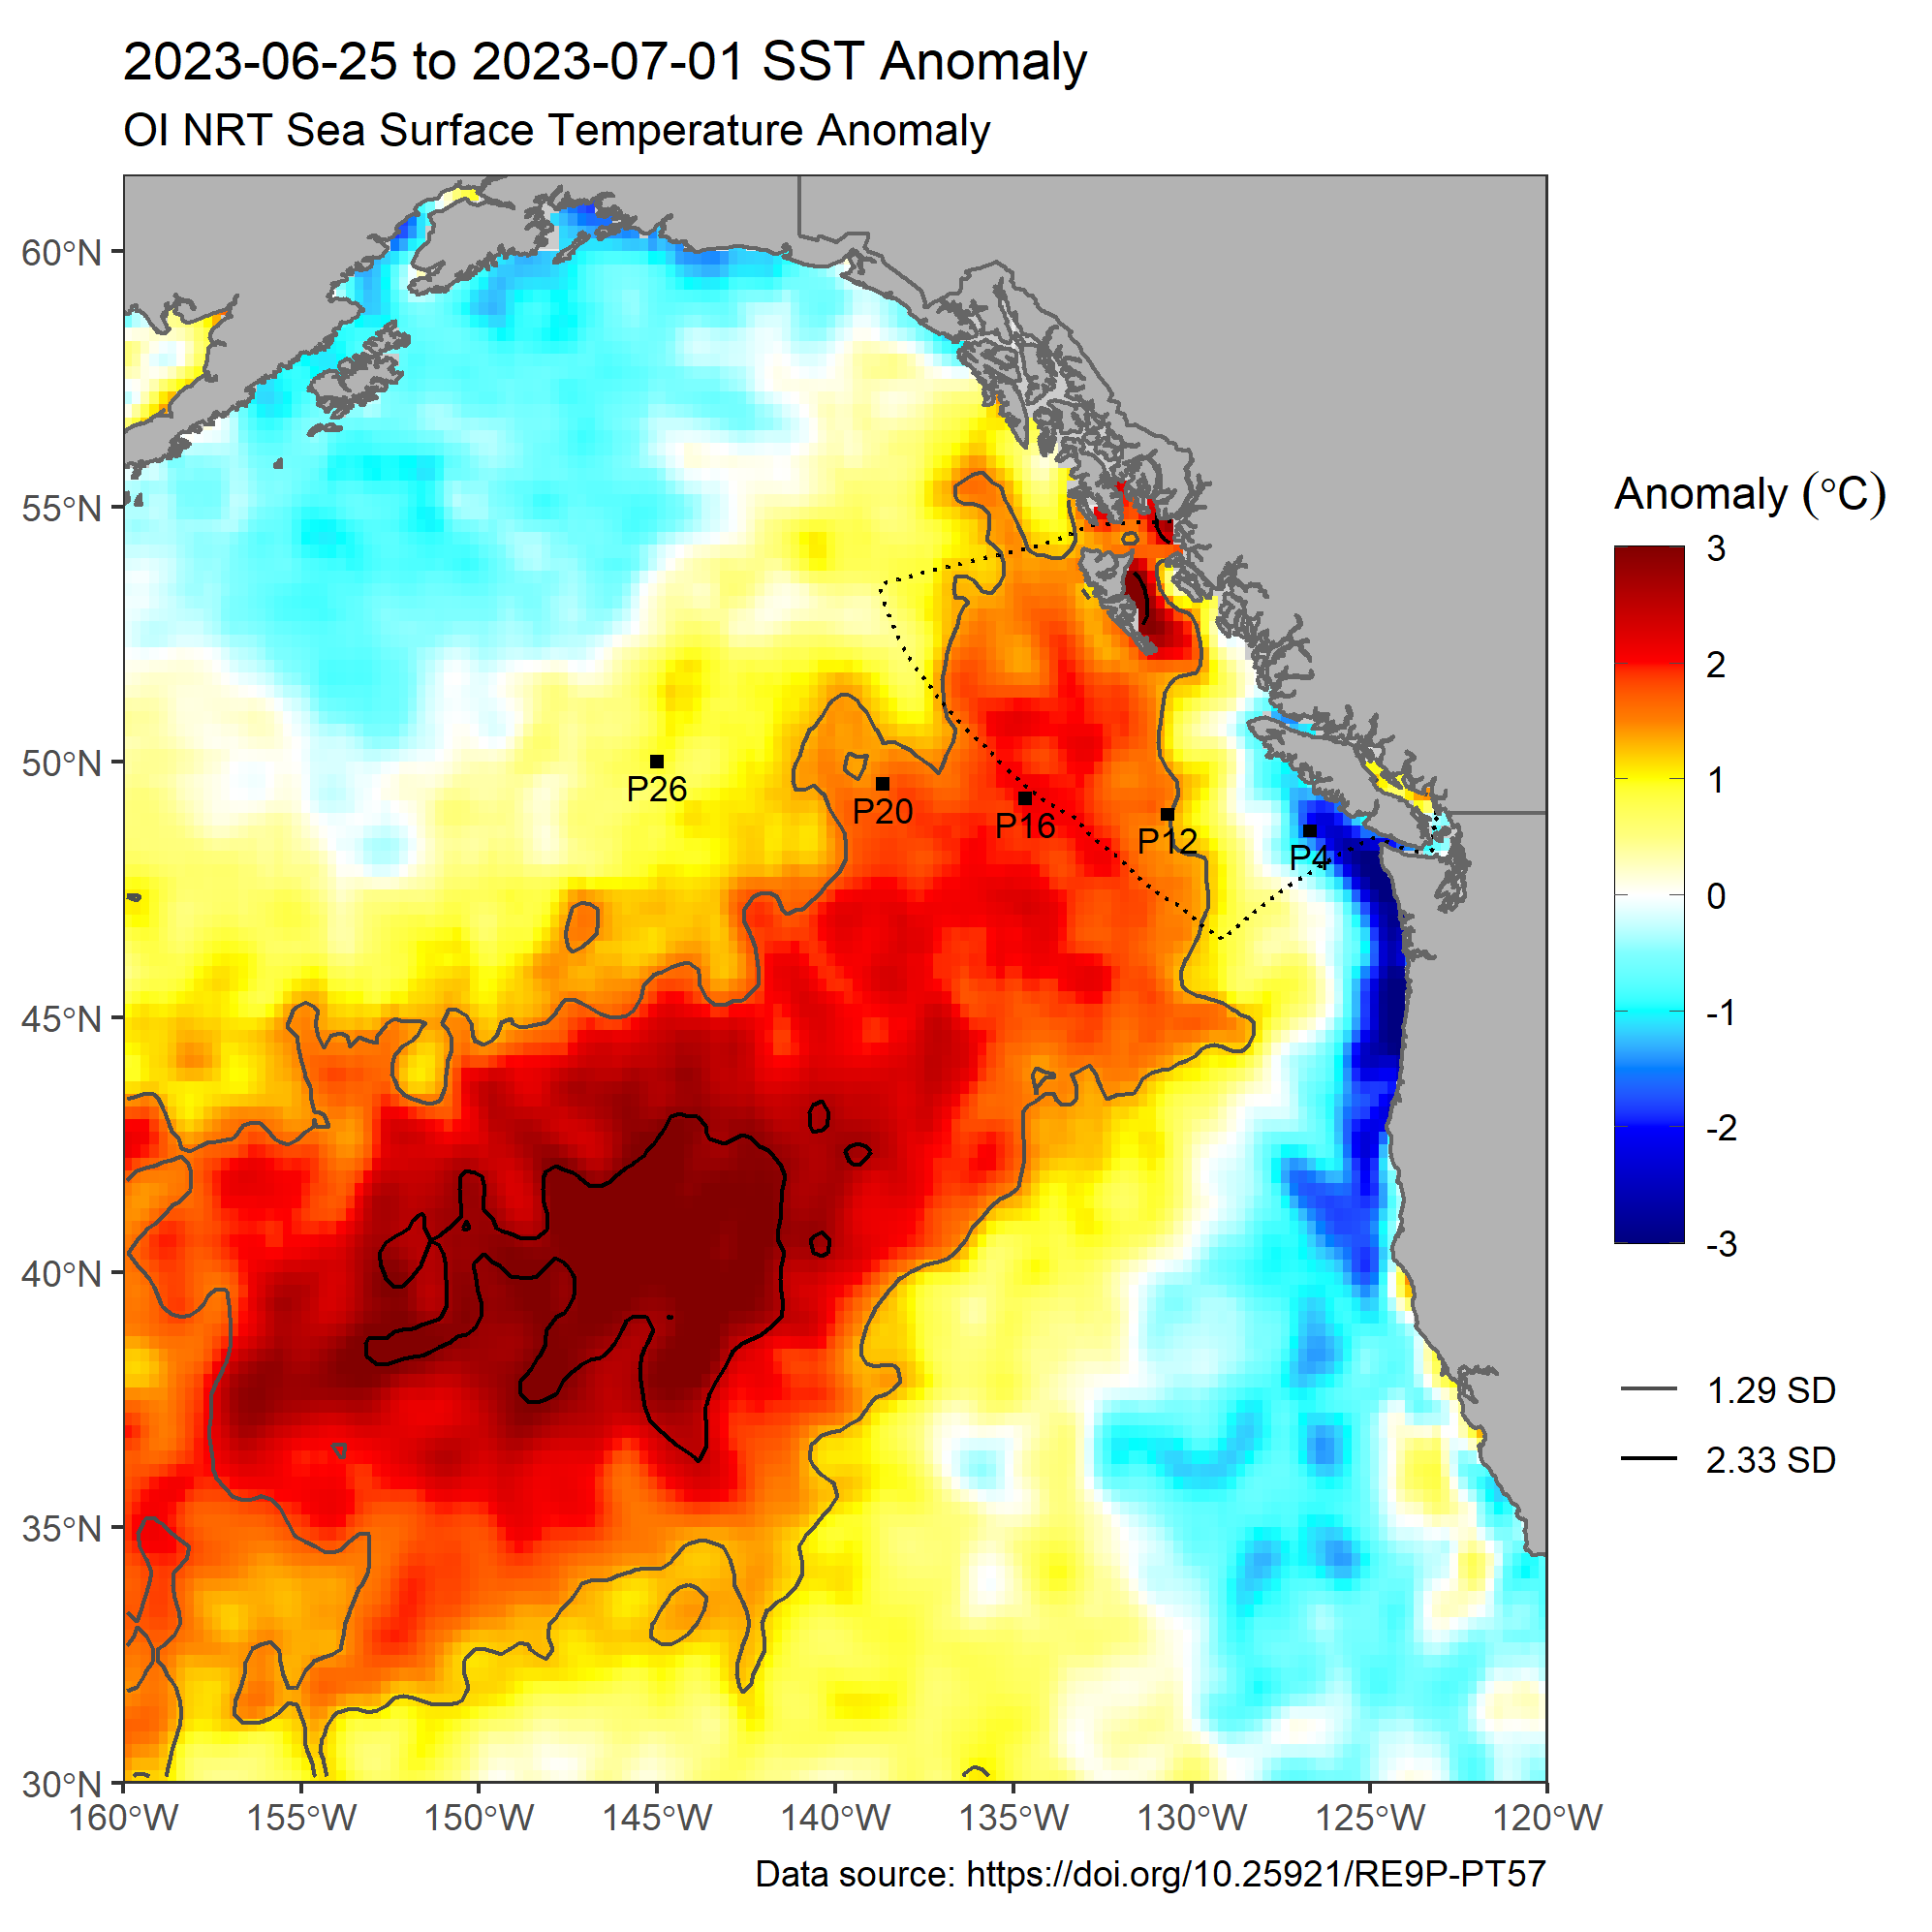 2023-06-25 to 2023-07-01 SST Anomaly
OI NRT Sea Surface Temperature Anomaly
60°N
55°N
50°N
45°N
40°N
35°N
30°N
160°W 155°W 150°W 145°W 140°W 135°W 130°W 125°W 120°W
P26
P20
P16
P12
P4
Anomaly (°C)
3
2
1
0
-1
-2
-3
1.29 SD
2.33 SD
Data source: https://doi.org/10.25921/RE9P-PT57